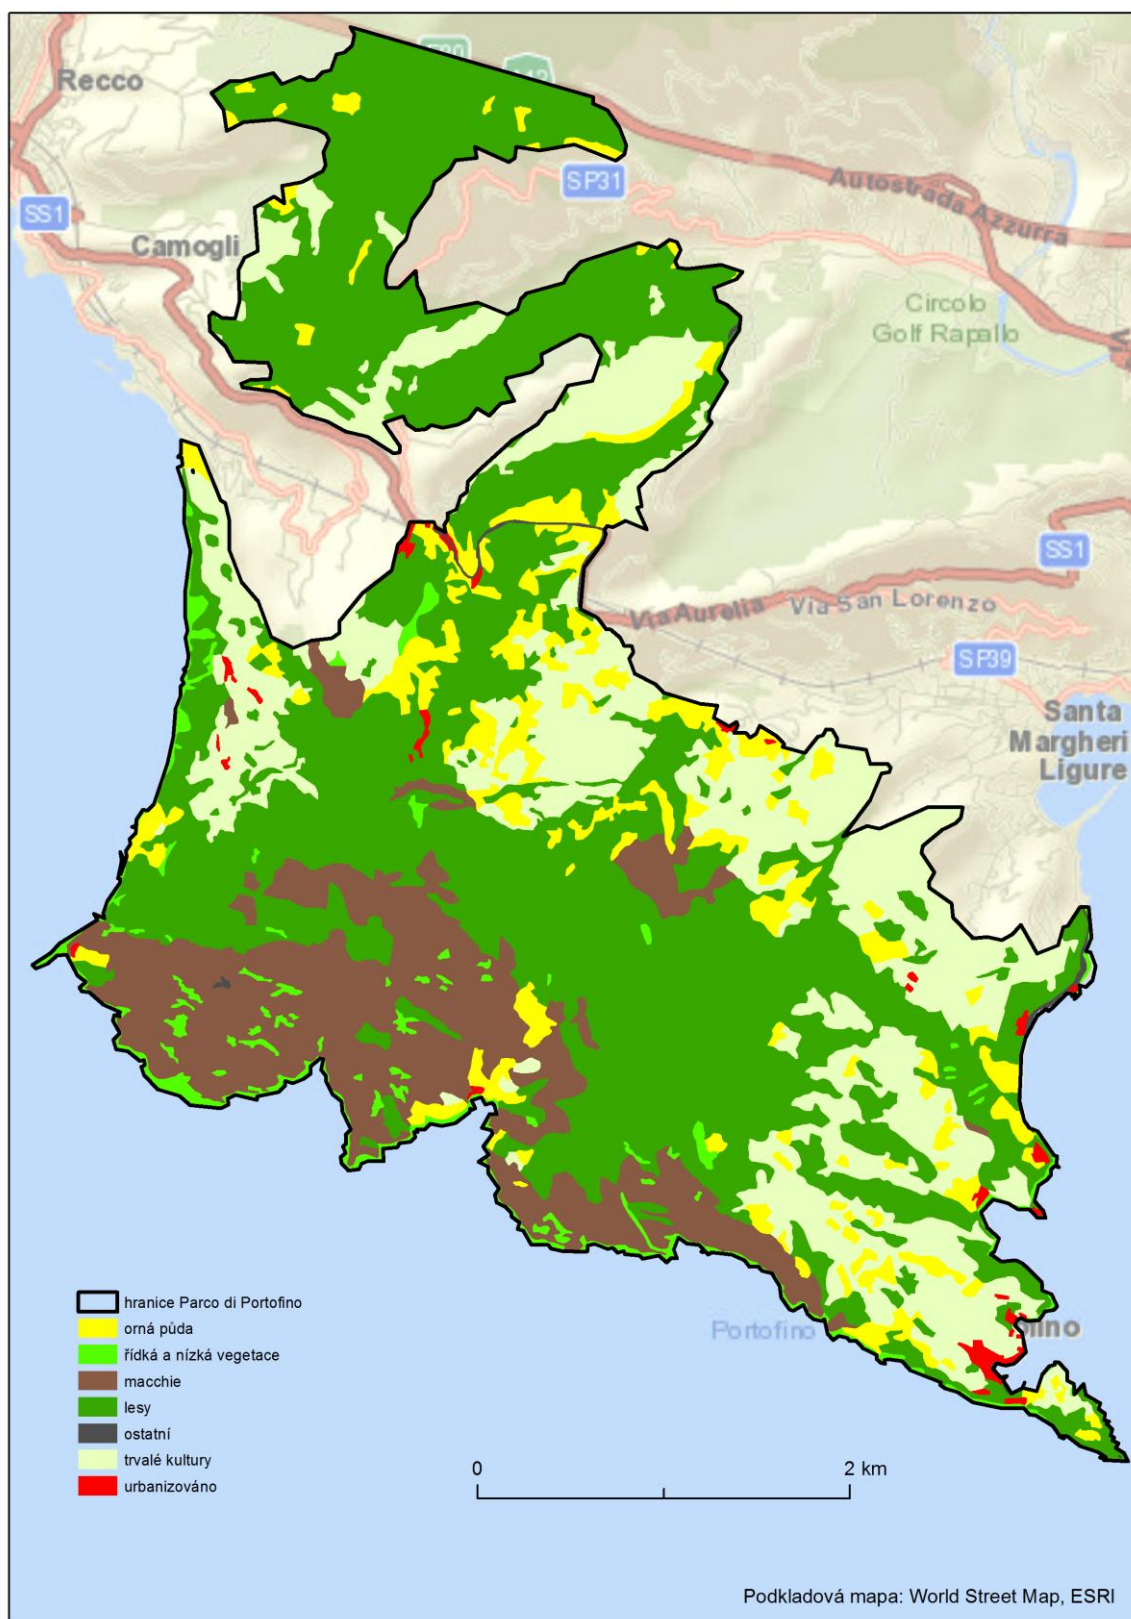 Recco
SP31
Autostrada Azzurra
SS1
Camogli
Circolo
Golf Rapallo
SS1
Via Aurelia
Via San Lorenzo
SP39
Santa
Margheri
Ligure
hranice Parco di Portofino
orná půda
řídká a nízká vegetace
macchie
lesy
ostatní
trvalé kultury
urbanizováno
Portofino
0
2 km
Podkladová mapa: World Street Map, ESRI